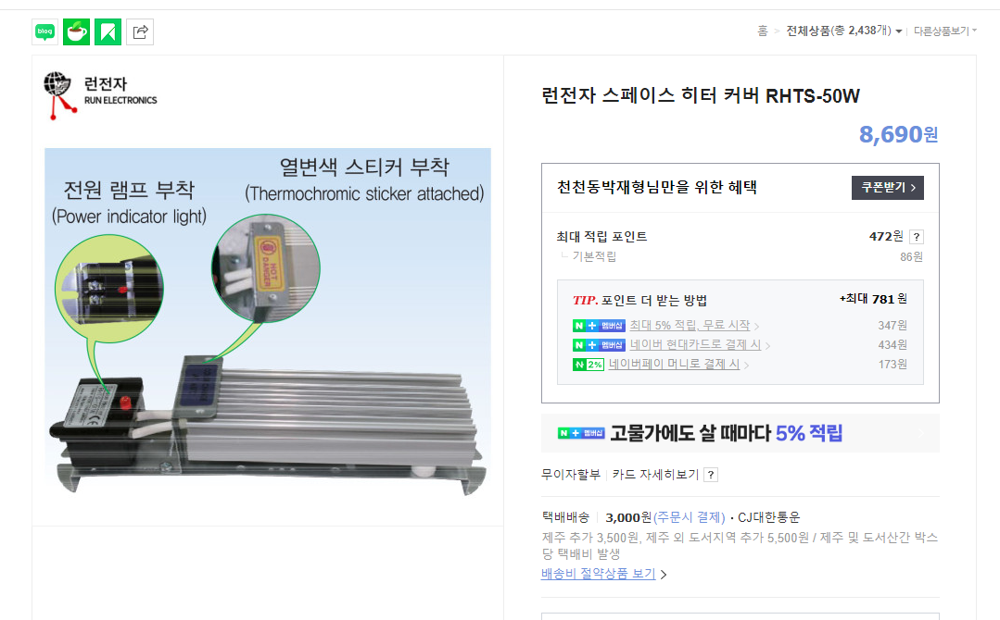 blog
홈 > 전체상품(총 2,438개) 다른상품보기
런전자
RUN ELECTRONICS
전원 램프 부착
(Power indicator light)
열변색 스티커 부착
(Thermochromic sticker attached)
HOT
DANGER
런전자 스페이스 히터 커버 RHTS-50W
8,690원
천천동박재형님만을 위한 혜택
쿠폰받기 >
최대 적립 포인트 472원 ?
기본적립 86원
TIP. 포인트 더 받는 방법 +최대 781원
N + 멤버십 최대 5% 적립, 무료 시작 > 347원
N + 멤버십 네이버 현대카드로 결제 시 > 434원
N 2% 네이버페이 머니로 결제 시 > 173원
N + 멤버십 고물가에도 살 때마다 5% 적립
무이자할부 카드 자세히보기 ?
택배배송 3,000원(주문시 결제) · CJ대한통운
제주 추가 3,500원, 제주 외 도서지역 추가 5,500원 / 제주 및 도서산간 박스
당 택배비 발생
배송비 절약상품 보기 >